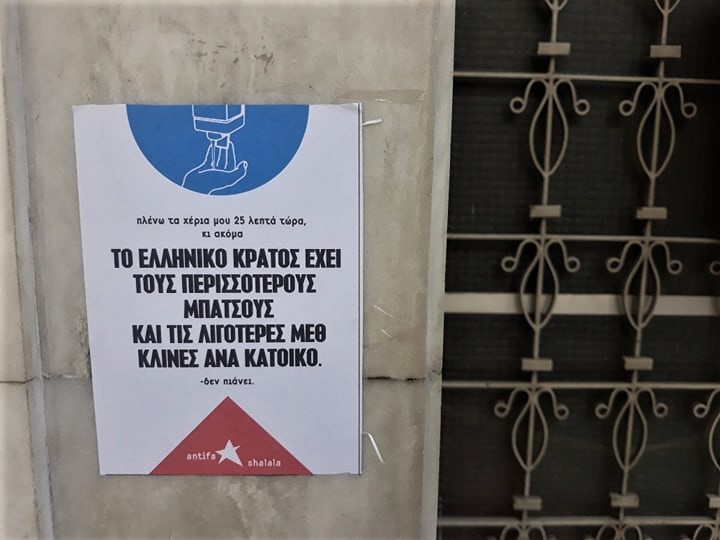 πλένω τα χέρια μου 25 λεπτά τώρα,
κι ακόμα
ΤΟ ΕΛΛΗΝΙΚΟ ΚΡΑΤΟΣ ΕΧΕΙ
ΤΟΥΣ ΠΕΡΙΣΣΟΤΕΡΟΥΣ
ΜΠΑΤΣΟΥΣ
ΚΑΙ ΤΙΣ ΛΙΓΟΤΕΡΕΣ ΜΕΘ
ΚΛΙΝΕΣ ΑΝΑ ΚΑΤΟΙΚΟ.
-δεν πιάνει.
antifa shalala